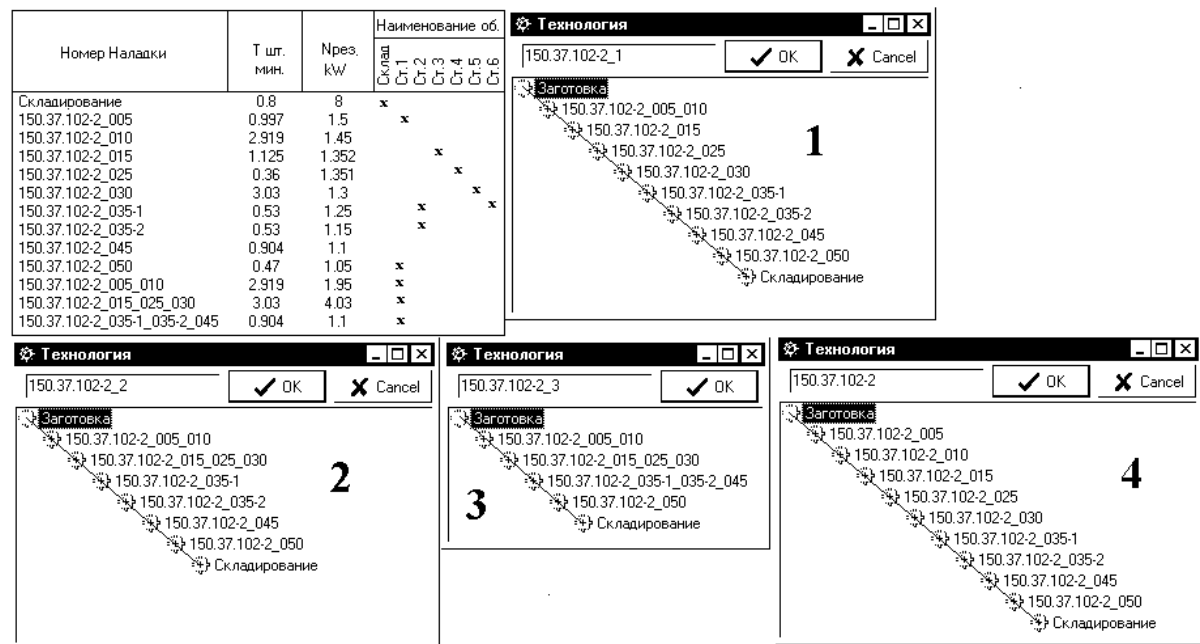 Наименование об.
Номер Наладки Т шт. мин. Nрез. kW Склад Ст.1 Ст.2 Ст.3 Ст.4 Ст.5 Ст.6
Складирование 0.8 8 x
150.37.102-2_005 0.997 1.5 x
150.37.102-2_010 2.919 1.45
150.37.102-2_015 1.125 1.352 x
150.37.102-2_025 0.36 1.351 x
150.37.102-2_030 3.03 1.3 x
150.37.102-2_035-1 0.53 1.25 x x
150.37.102-2_035-2 0.53 1.15 x
150.37.102-2_045 0.904 1.1
150.37.102-2_050 0.47 1.05 x
150.37.102-2_005_010 2.919 1.95 x
150.37.102-2_015_025_030 3.03 4.03 x
150.37.102-2_035-1_035-2_045 0.904 1.1 x
Технология
150.37.102-2_1 OK Cancel
Заготовка
150.37.102-2_005_010
150.37.102-2_015
150.37.102-2_025
150.37.102-2_030
150.37.102-2_035-1
150.37.102-2_035-2
150.37.102-2_045
150.37.102-2_050
Складирование
1
Технология
150.37.102-2_2 OK Cancel
Заготовка
150.37.102-2_005_010
150.37.102-2_015_025_030
150.37.102-2_035-1
150.37.102-2_035-2
150.37.102-2_045
150.37.102-2_050
Складирование
2
Технология
150.37.102-2_3 OK
Заготовка
150.37.102-2_005_010
150.37.102-2_015_025_030
150.37.102-2_035-1_035-2_045
150.37.102-2_050
Складирование
3
Технология
150.37.102-2 OK Cancel
Заготовка
150.37.102-2_005
150.37.102-2_010
150.37.102-2_015
150.37.102-2_025
150.37.102-2_030
150.37.102-2_035-1
150.37.102-2_035-2
150.37.102-2_045
150.37.102-2_050
Складирование
4